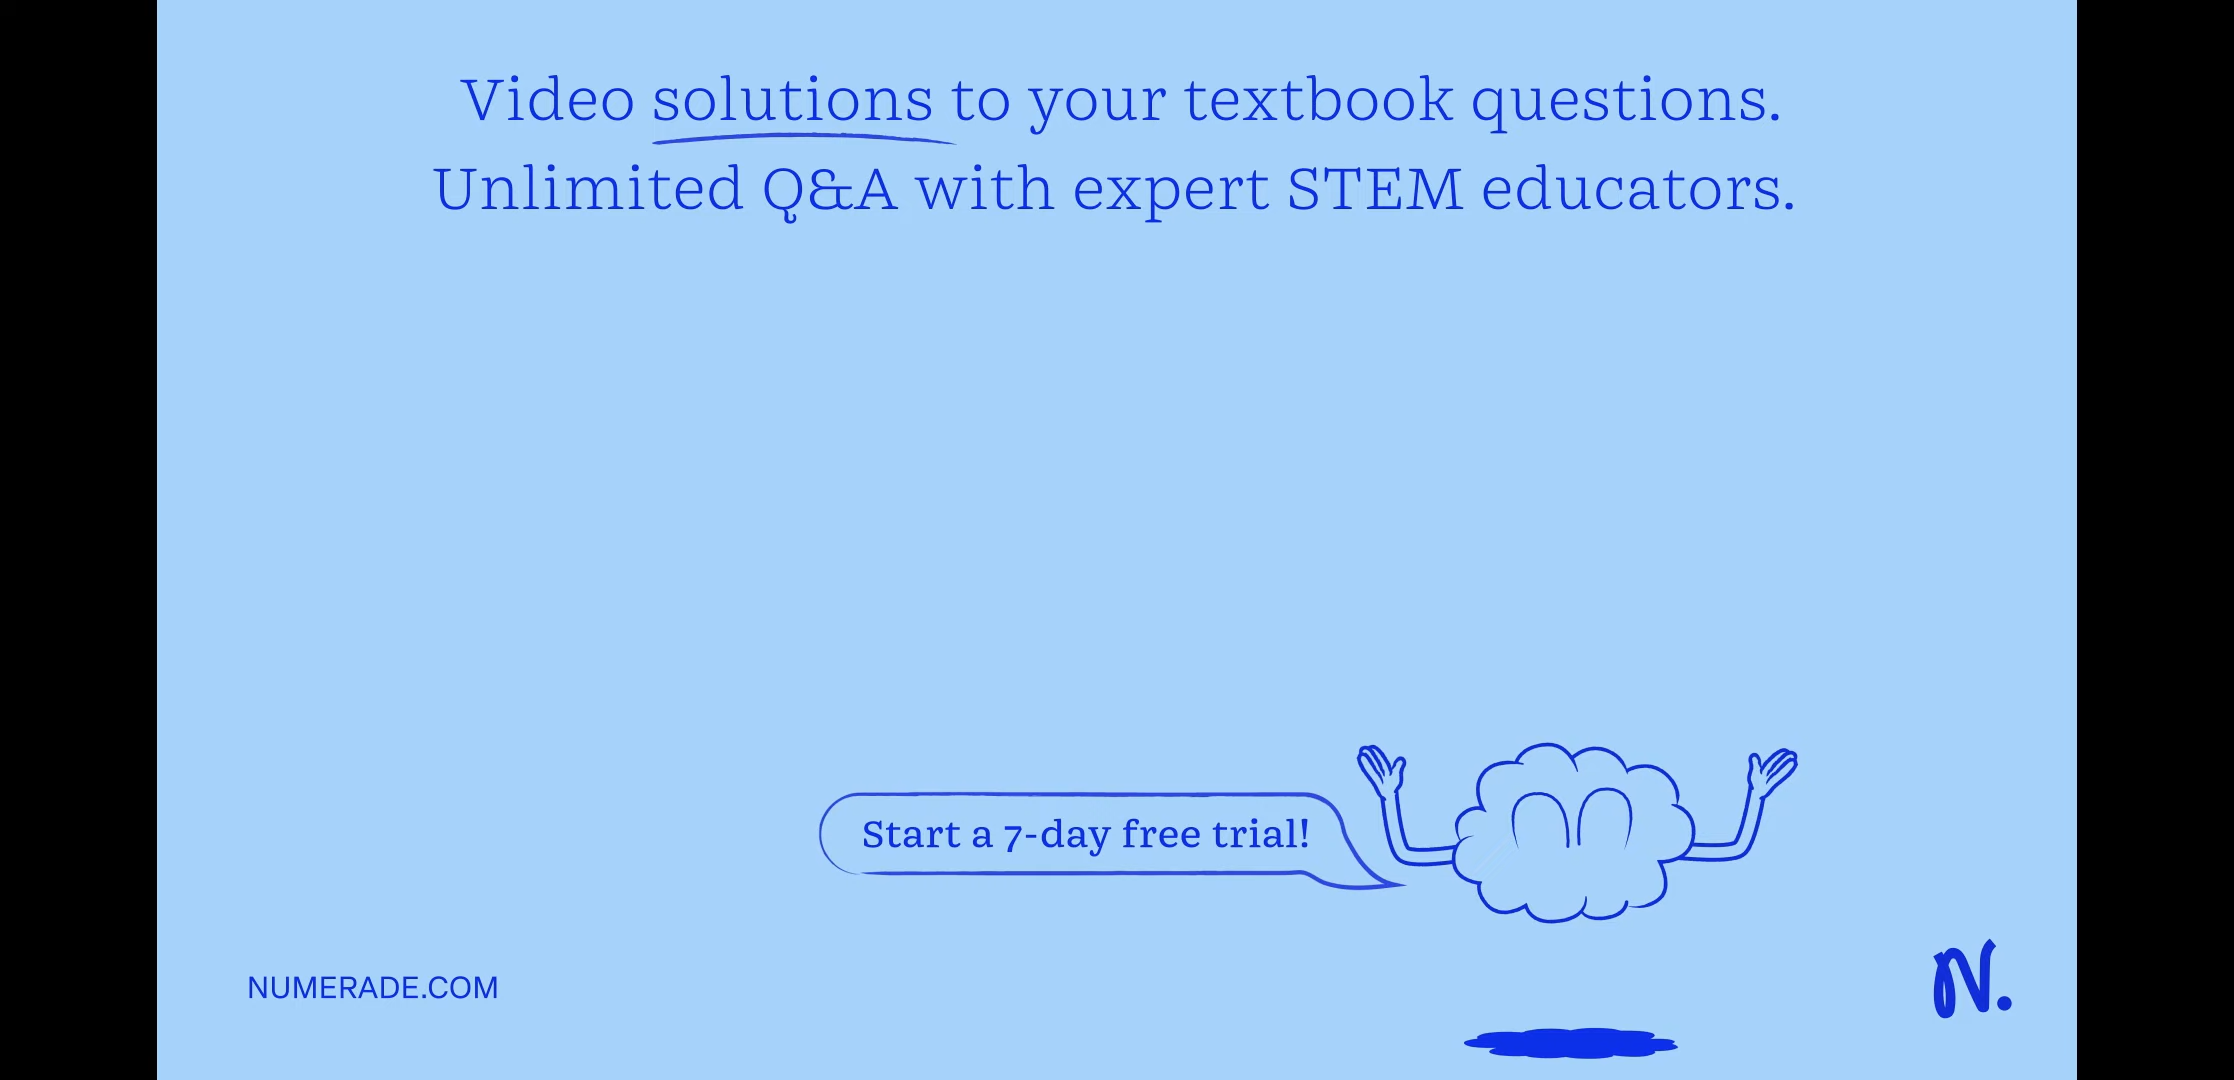 Video solutions to your textbook questions.
Unlimited Q&A with expert STEM educators.
Start a 7-day free trial!
NUMERADE.COM
N.